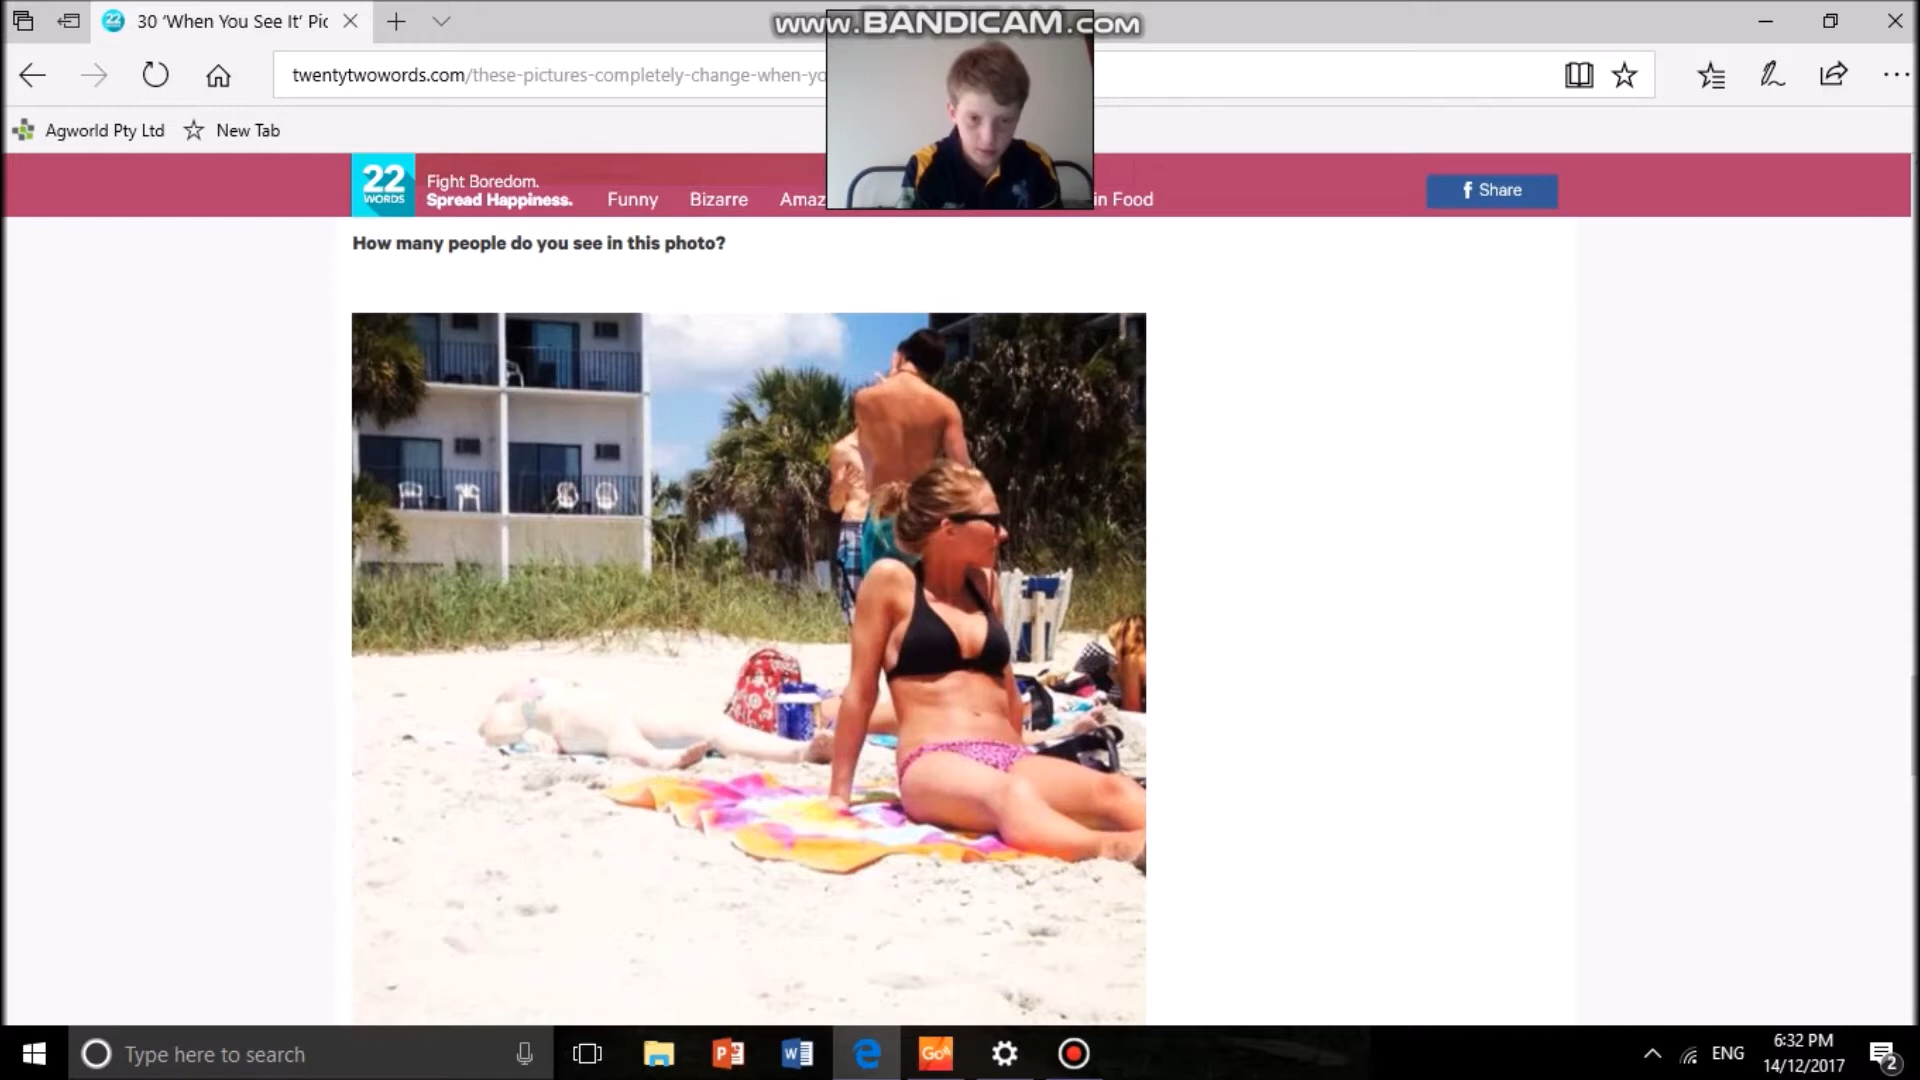 www.BANDICAM.com
30 ‘When You See It’ Pic
twentytwowords.com/these-pictures-completely-change-when-yo
Agworld Pty Ltd
New Tab
22
WORDS
Fight Boredom.
Spread Happiness.
Funny
Bizarre
Amaz
in Food
f Share
How many people do you see in this photo?
Type here to search
Go
ENG
6:32 PM
14/12/2017
2